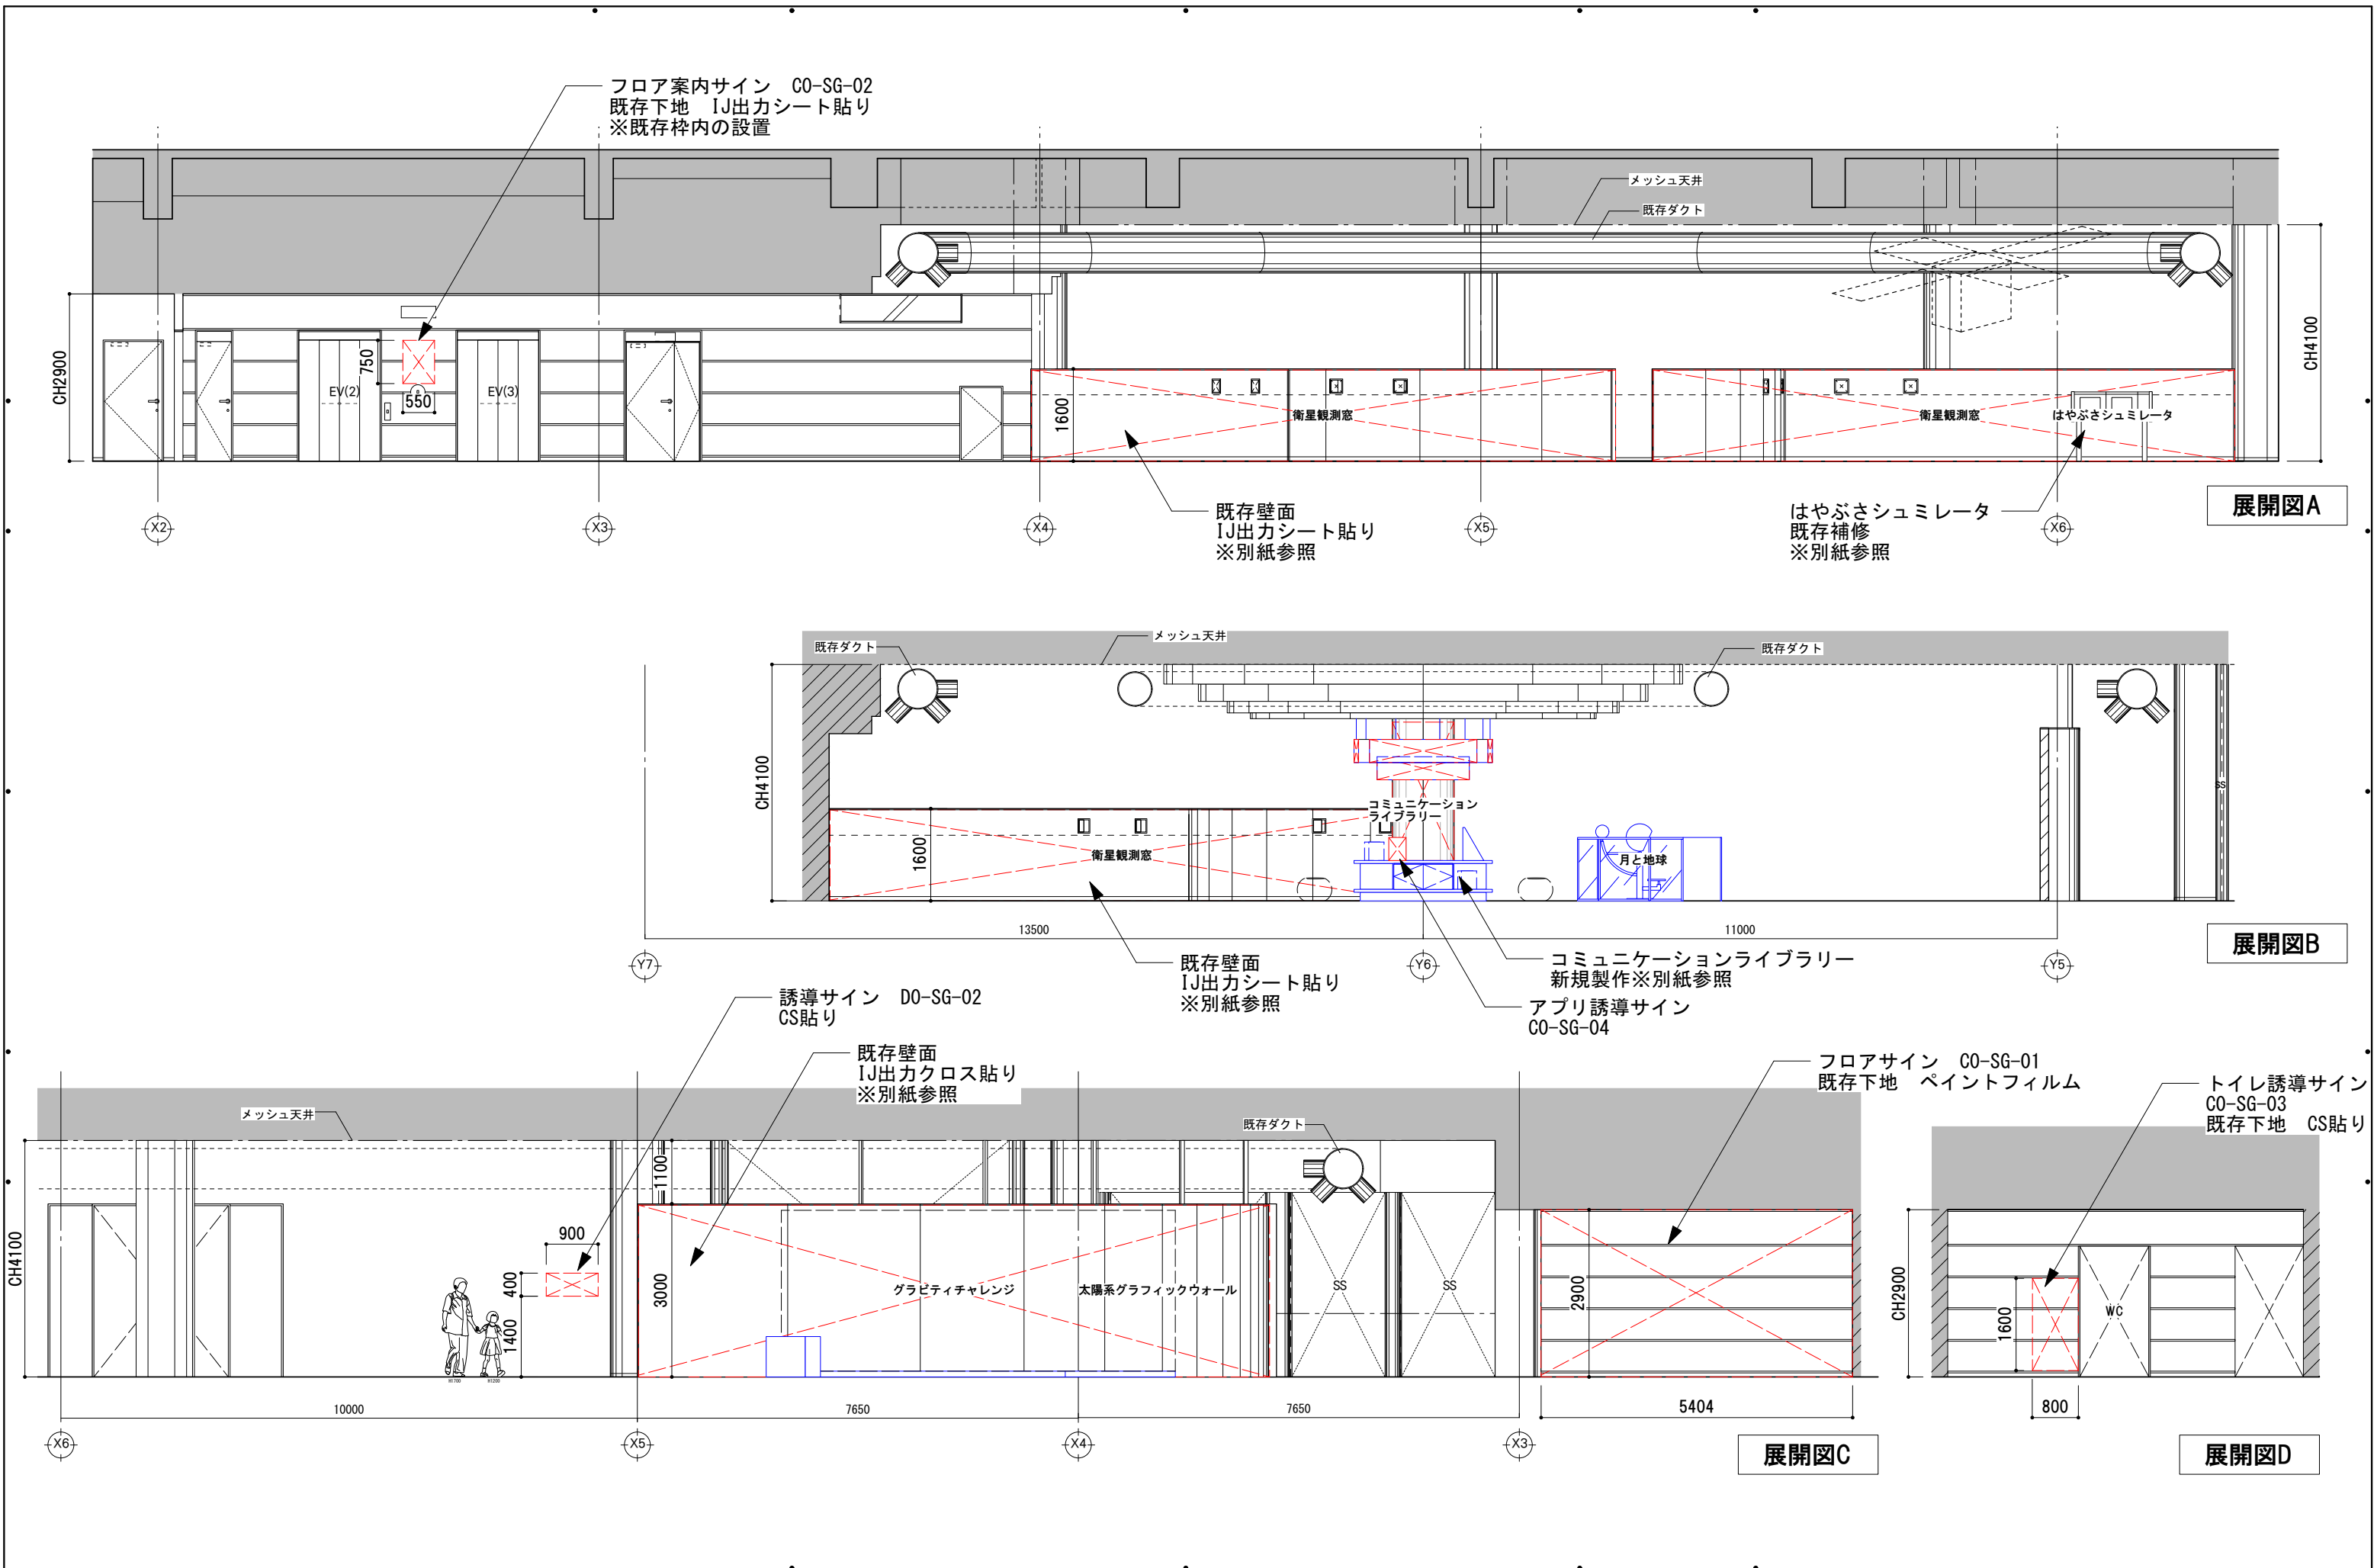 フロア案内サイン　CO-SG-02
既存下地　IJ出力シート貼り
※既存枠内の設置
メッシュ天井
既存ダクト
CH2900
750
550
EV(2)
EV(3)
1600
衛星観測窓
衛星観測窓
はやぶさシュミレータ
CH4100
既存壁面
IJ出力シート貼り
※別紙参照
はやぶさシュミレータ
既存補修
※別紙参照
X2
X3
X4
X5
X6
展開図A
既存ダクト
メッシュ天井
既存ダクト
CH4100
1600
衛星観測窓
コミュニケーション
ライブラリー
月と地球
SS
13500
11000
Y7
Y6
Y5
既存壁面
IJ出力シート貼り
※別紙参照
コミュニケーションライブラリー
新規製作※別紙参照
アプリ誘導サイン
CO-SG-04
展開図B
誘導サイン　DO-SG-02
CS貼り
既存壁面
IJ出力クロス貼り
※別紙参照
メッシュ天井
既存ダクト
フロアサイン　CO-SG-01
既存下地　ペイントフィルム
トイレ誘導サイン
CO-SG-03
既存下地　CS貼り
CH4100
900
400
1400
H1700
H1200
1100
3000
グラビティチャレンジ
太陽系グラフィックウォール
SS
SS
2900
CH2900
1600
WC
10000
7650
7650
5404
800
X6
X5
X4
X3
展開図C
展開図D